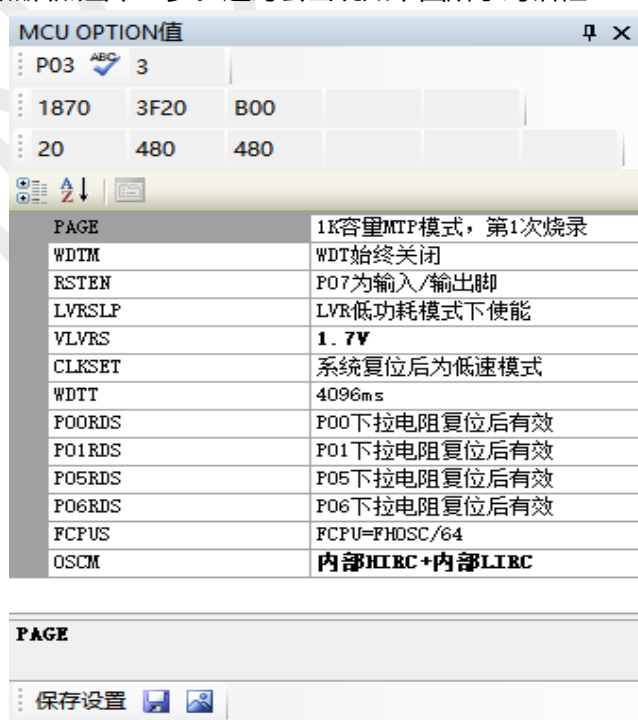 MCU OPTION值
P03 ABC 3
1870 3F20 B00
20 480 480
PAGE 1K容量MTP模式，第1次烧录
WDTM WDT始终关闭
RSTEN P07为输入/输出脚
LVRSLP LVR低功耗模式下使能
VLVRS 1.7V
CLKSET 系统复位后为低速模式
WDTT 4096ms
P00RDS P00下拉电阻复位后有效
P01RDS P01下拉电阻复位后有效
P05RDS P05下拉电阻复位后有效
P06RDS P06下拉电阻复位后有效
FCPUS FCPU=FHOSC/64
OSCM 内部HIRC+内部LIRC
PAGE
保存设置